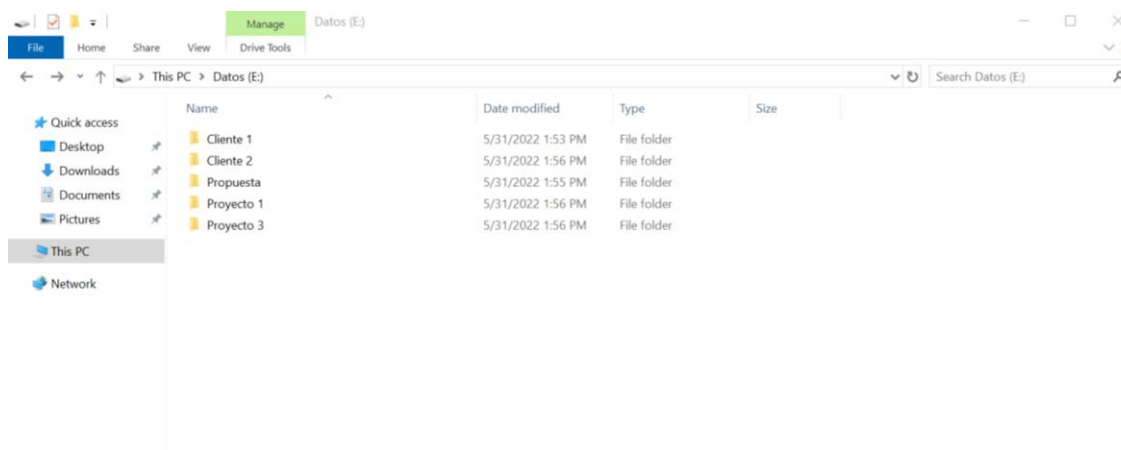 Manage Datos (E:)
File Home Share View Drive Tools
This PC > Datos (E:) Search Datos (E:)
Name Date modified Type Size
Quick access
Desktop
Downloads
Documents
Pictures
This PC
Network
Cliente 1 5/31/2022 1:53 PM File folder
Cliente 2 5/31/2022 1:56 PM File folder
Propuesta 5/31/2022 1:55 PM File folder
Proyecto 1 5/31/2022 1:56 PM File folder
Proyecto 3 5/31/2022 1:56 PM File folder